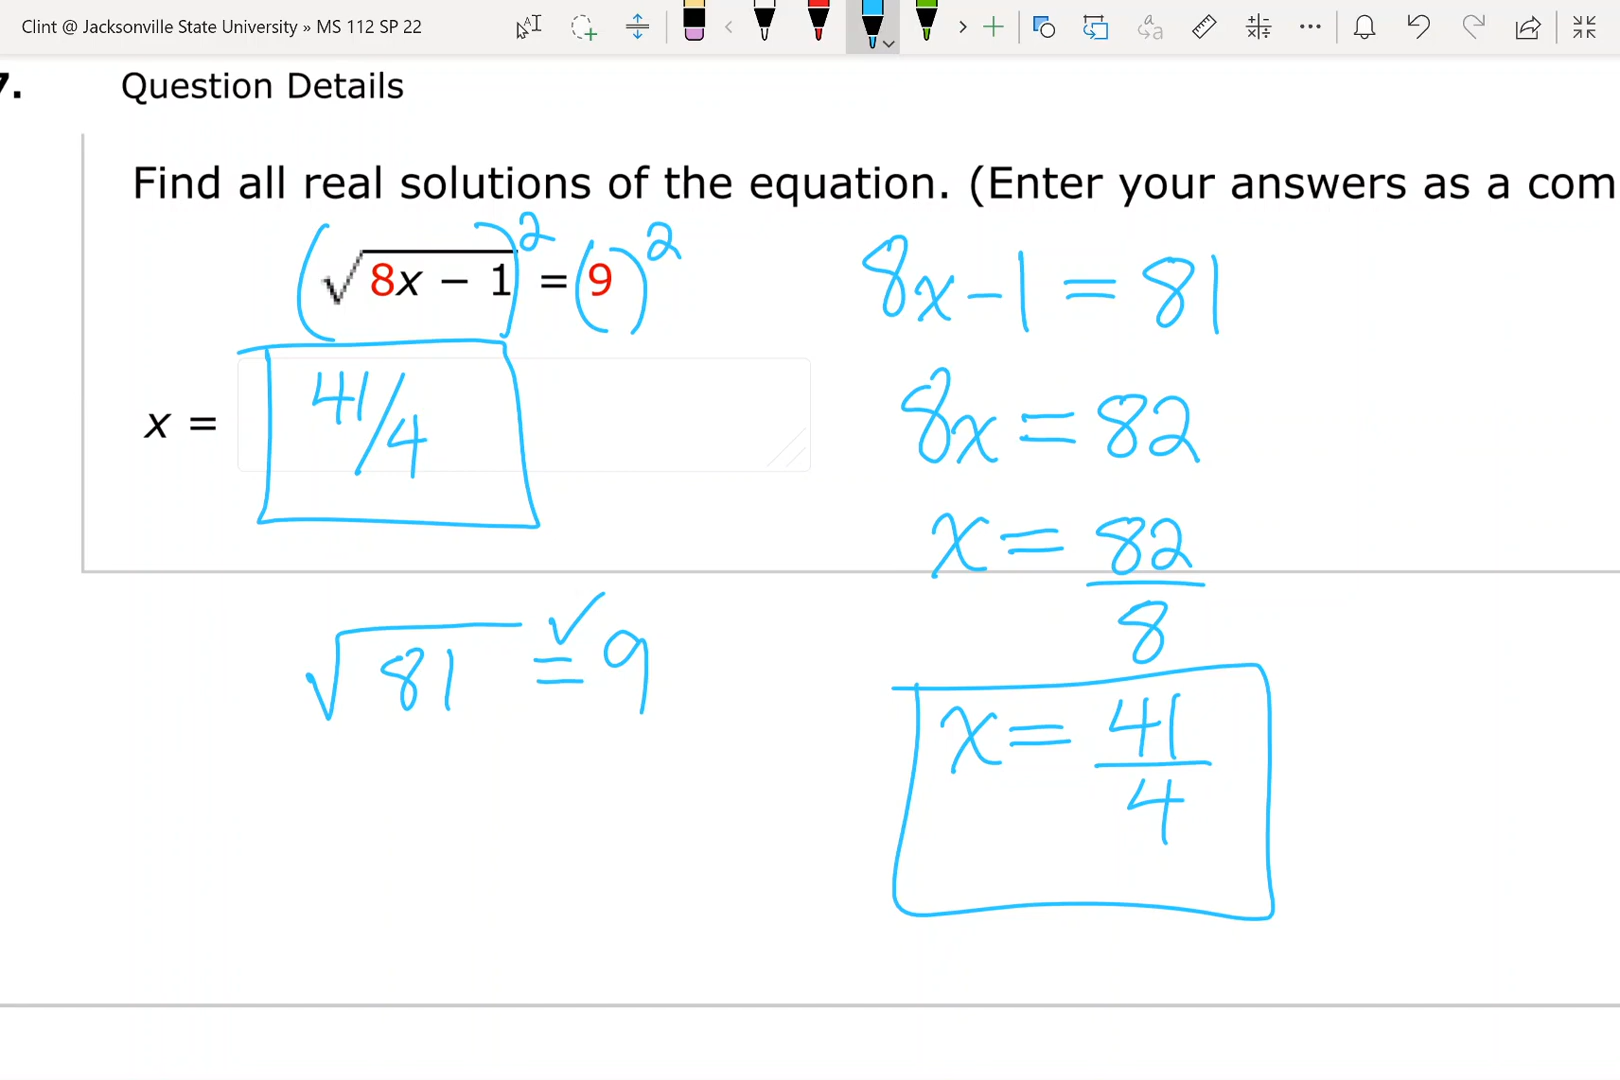 Clint @ Jacksonville State University » MS 112 SP 22
7. Question Details
Find all real solutions of the equation. (Enter your answers as a com
(√8x − 1)² = (9)²
x = 41/4
√81 = 9 ✓
8x-1 = 81
8x = 82
x = 82/8
x = 41/4